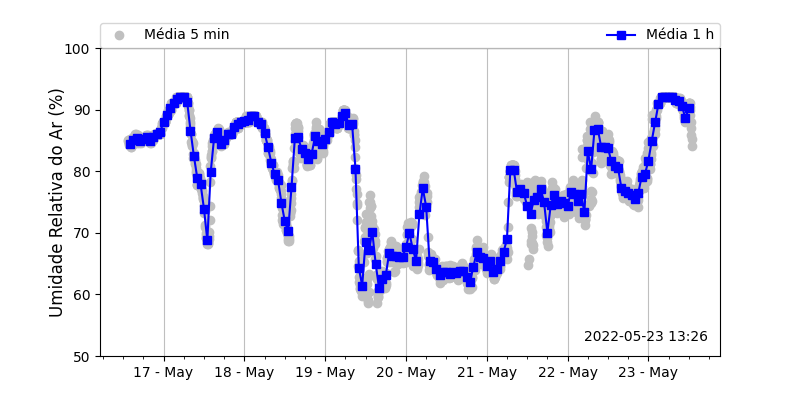 Média 5 min
Média 1 h
Umidade Relativa do Ar (%)
100
90
80
70
60
50
2022-05-23 13:26
17 - May
18 - May
19 - May
20 - May
21 - May
22 - May
23 - May